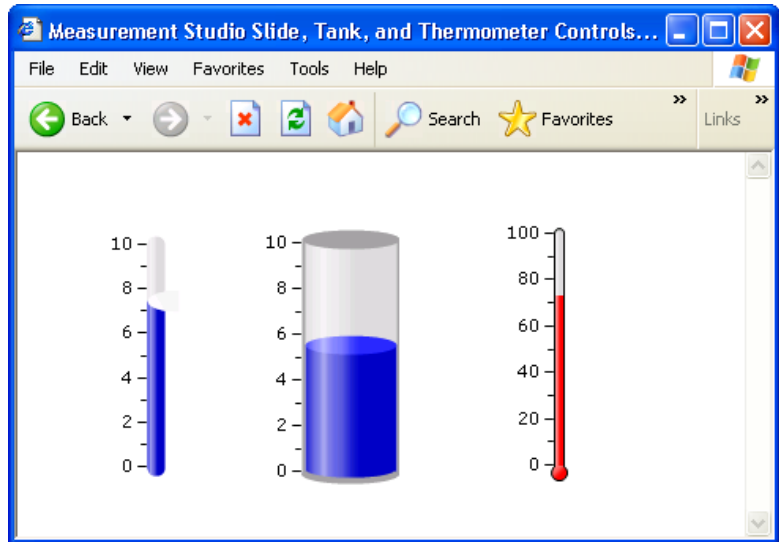 Measurement Studio Slide, Tank, and Thermometer Controls...
File Edit View Favorites Tools Help
Back Search Favorites » Links »
10 10 100
8 8 80
6 6 60
4 4 40
2 2 20
0 0 0